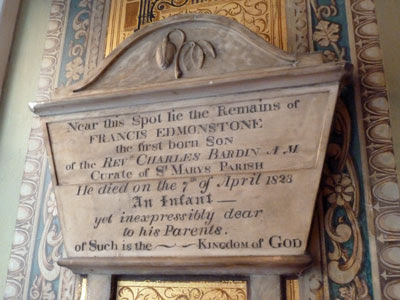 Near this Spot lie the Remains of
FRANCIS EDMONSTONE
the first born Son
of the REVD CHARLES BARDIN A.M
Curate of ST MARYS PARISH
He died on the 7th of April 1823
An Infant
yet inexpressibly dear
to his Parents.
of Such is the KINGDOM of GOD